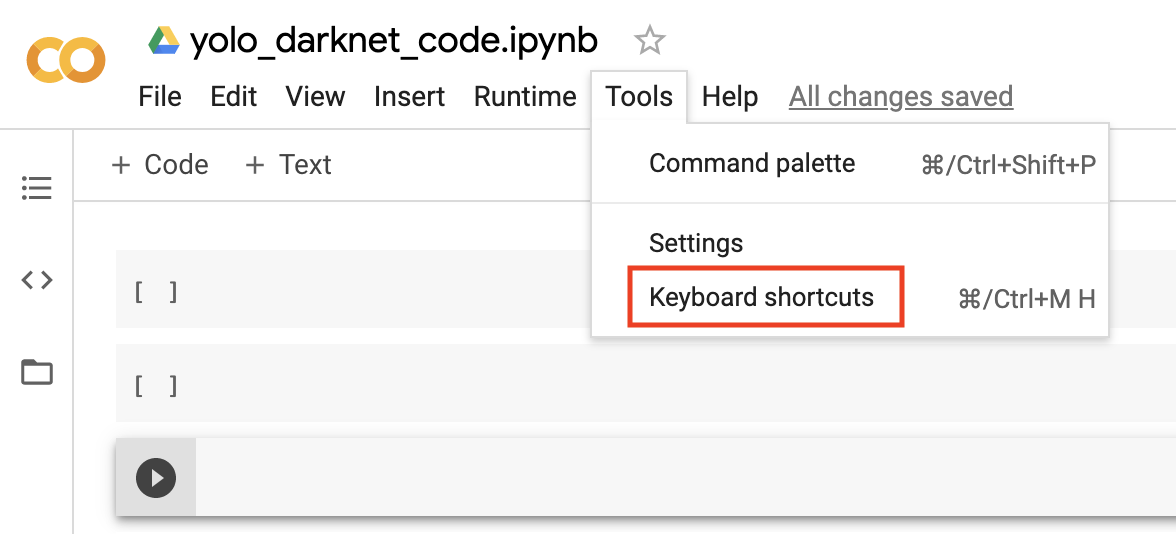 yolo_darknet_code.ipynb
File Edit View Insert Runtime Tools Help All changes saved
+ Code + Text
Command palette ⌘/Ctrl+Shift+P
Settings
Keyboard shortcuts ⌘/Ctrl+M H
[ ]
[ ]